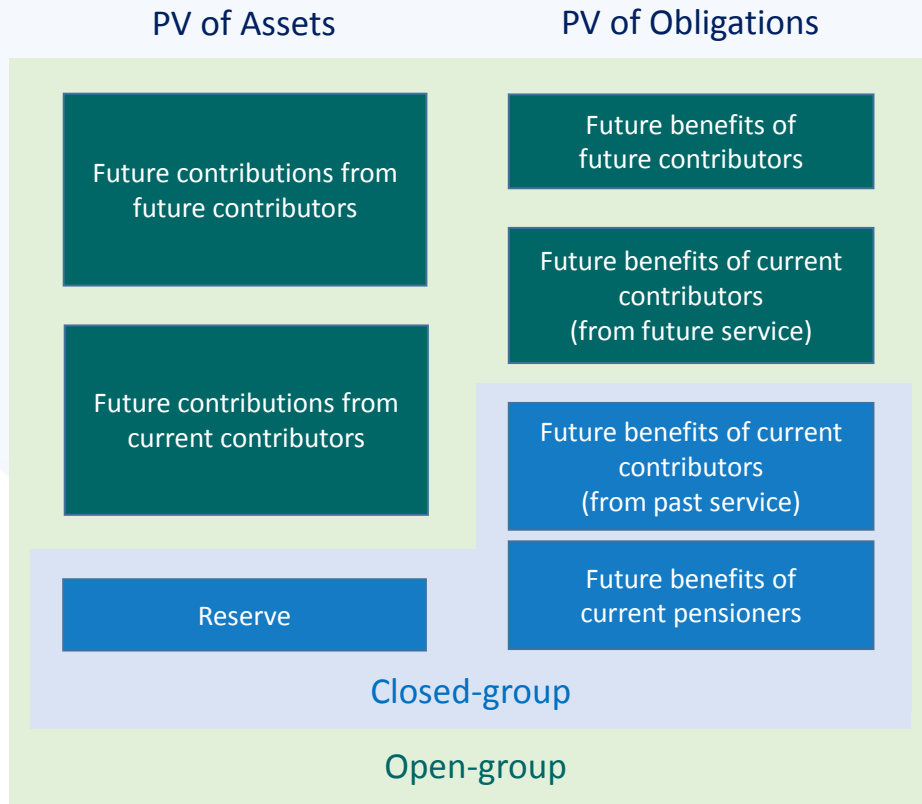 PV of Assets
PV of Obligations
Future contributions from
future contributors
Future contributions from
current contributors
Reserve
Future benefits of
future contributors
Future benefits of current
contributors
(from future service)
Future benefits of current
contributors
(from past service)
Future benefits of
current pensioners
Closed-group
Open-group